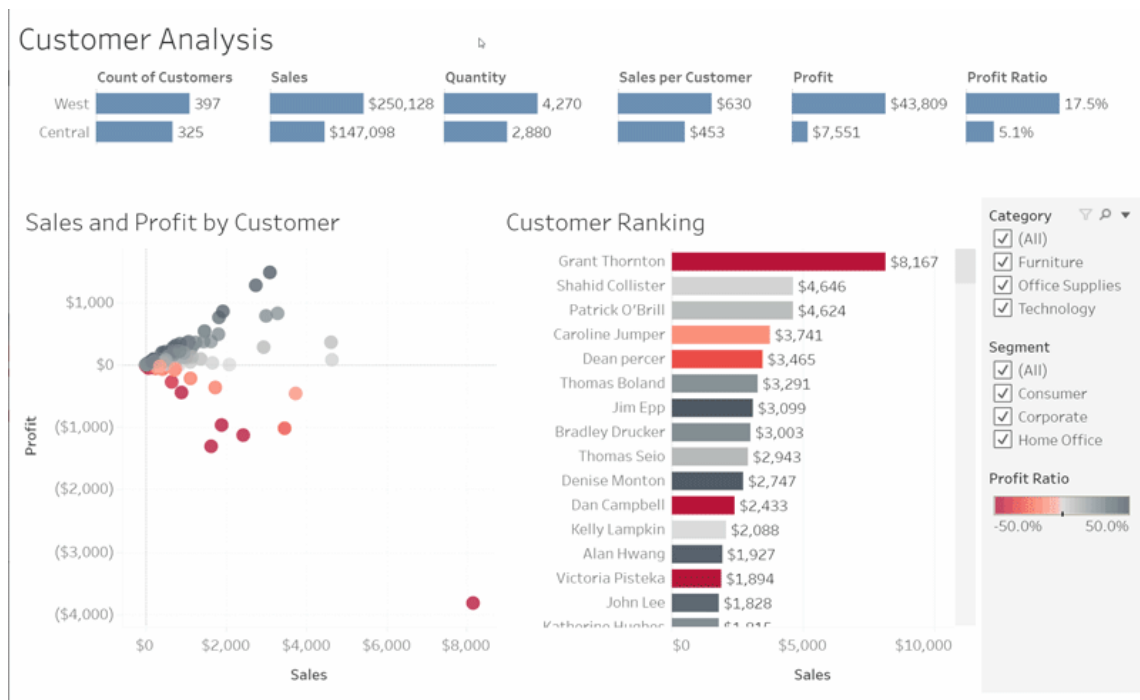 Customer Analysis
Count of Customers Sales Quantity Sales per Customer Profit Profit Ratio
West 397 $250,128 4,270 $630 $43,809 17.5%
Central 325 $147,098 2,880 $453 $7,551 5.1%
Sales and Profit by Customer
$1,000
$0
($1,000)
($2,000)
($3,000)
($4,000)
Profit
$0 $2,000 $4,000 $6,000 $8,000
Sales
Customer Ranking
Grant Thornton $8,167
Shahid Collister $4,646
Patrick O'Brill $4,624
Caroline Jumper $3,741
Dean percer $3,465
Thomas Boland $3,291
Jim Epp $3,099
Bradley Drucker $3,003
Thomas Seio $2,943
Denise Monton $2,747
Dan Campbell $2,433
Kelly Lampkin $2,088
Alan Hwang $1,927
Victoria Pisteka $1,894
John Lee $1,828
Katherine Hughes $1,815
$0 $5,000 $10,000
Sales
Category
(All)
Furniture
Office Supplies
Technology
Segment
(All)
Consumer
Corporate
Home Office
Profit Ratio
-50.0% 50.0%